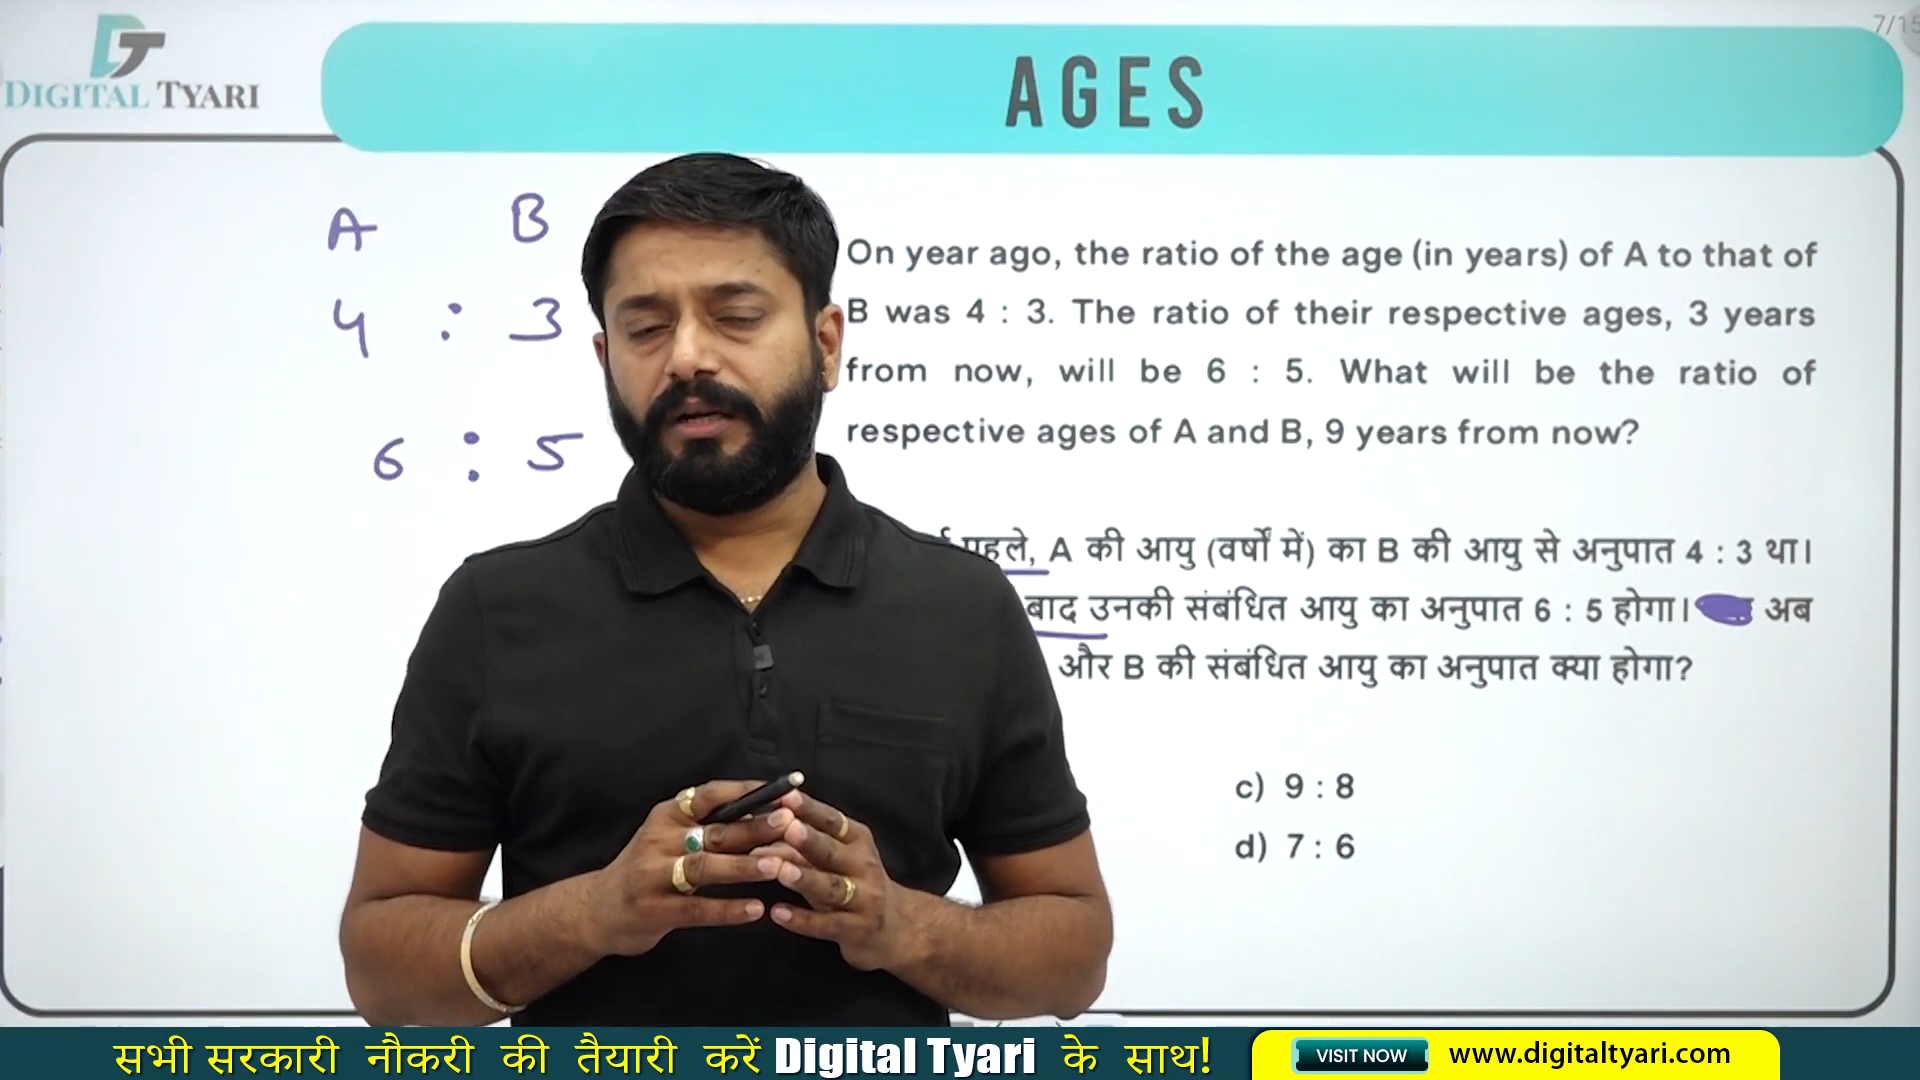 7/15
DIGITAL TYARI
AGES
A B
4 : 3
6 : 5
On year ago, the ratio of the age (in years) of A to that of
B was 4 : 3. The ratio of their respective ages, 3 years
from now, will be 6 : 5. What will be the ratio of
respective ages of A and B, 9 years from now?
पहले, A की आयु (वर्षों में) का B की आयु से अनुपात 4 : 3 था।
बाद उनकी संबंधित आयु का अनुपात 6 : 5 होगा। अब
और B की संबंधित आयु का अनुपात क्या होगा?
c) 9 : 8
d) 7 : 6
सभी सरकारी नौकरी की तैयारी करें Digital Tyari के साथ!
VISIT NOW
www.digitaltyari.com